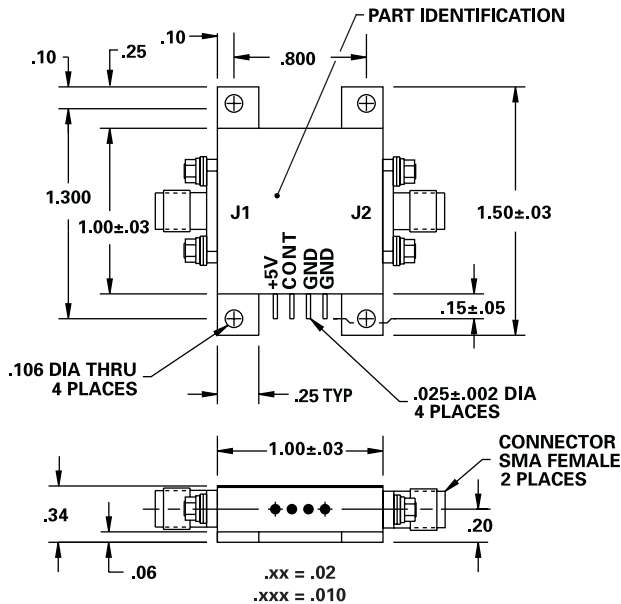 PART IDENTIFICATION
.10
.10
.25
.800
1.300
1.00±.03
J1
J2
1.50±.03
+5V
CONT
GND
GND
.15±.05
.106 DIA THRU
4 PLACES
.25 TYP
.025±.002 DIA
4 PLACES
1.00±.03
CONNECTOR
SMA FEMALE
2 PLACES
.34
.20
.06
.xx = .02
.xxx = .010